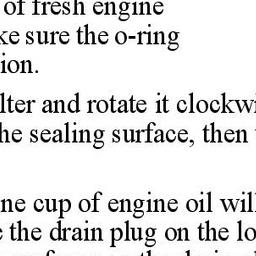 of fresh engine
ke sure the o-ring
ion.
lter and rotate it clockwi
he sealing surface, then
ne cup of engine oil will
the drain plug on the lo